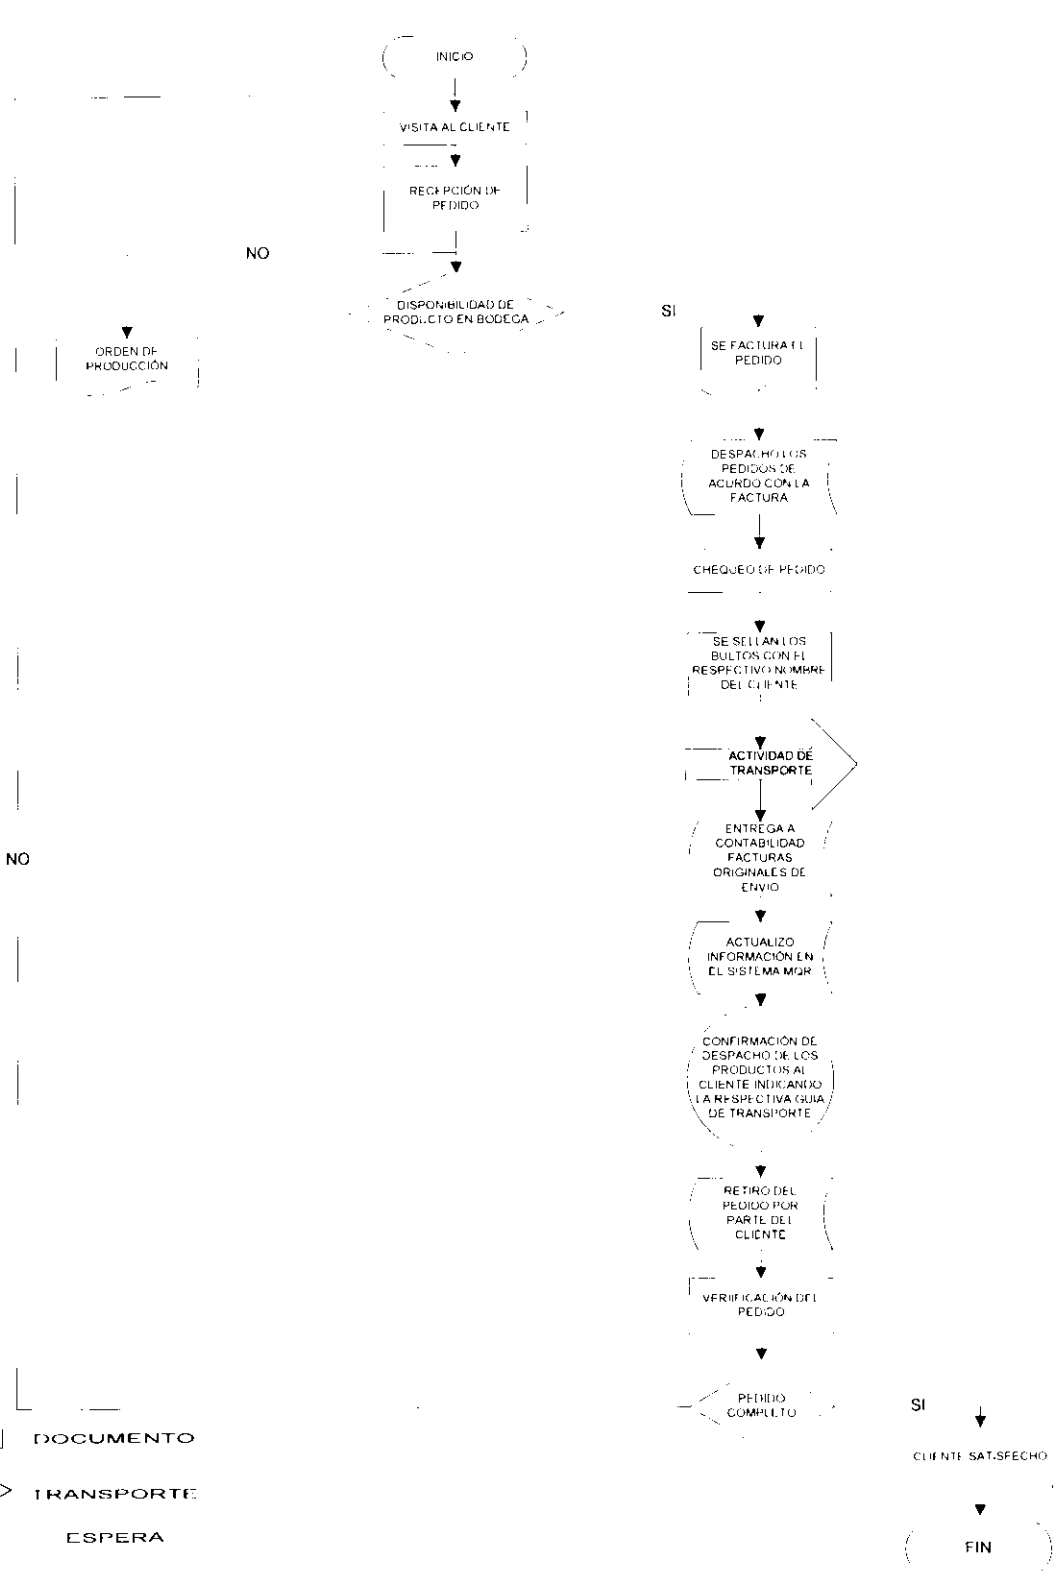 INICIO
VISITA AL CLIENTE
RECEPCIÓN DE
PEDIDO
NO
DISPONIBILIDAD DE
PRODUCTO EN BODEGA
SI
ORDEN DE
PRODUCCIÓN
SE FACTURA EL
PEDIDO
DESPACHO LOS
PEDIDOS DE
ACURDO CON LA
FACTURA
CHEQUEO DE PEDIDO
SE SELLAN LOS
BULTOS CON EL
RESPECTIVO NOMBRE
DEL CLIENTE
ACTIVIDAD DE
TRANSPORTE
ENTREGA A
CONTABILIDAD
FACTURAS
ORIGINALES DE
ENVIO
NO
ACTUALIZO
INFORMACIÓN EN
EL SISTEMA MQR
CONFIRMACIÓN DE
DESPACHO DE LOS
PRODUCTOS AL
CLIENTE INDICANDO
LA RESPECTIVA GUIA
DE TRANSPORTE
RETIRO DEL
PEDIDO POR
PARTE DEL
CLIENTE
VERIIFICACIÓN DEL
PEDIDO
PEDIDO
COMPLETO
SI
CLIENTE SATISFECHO
FIN
DOCUMENTO
TRANSPORTE
ESPERA